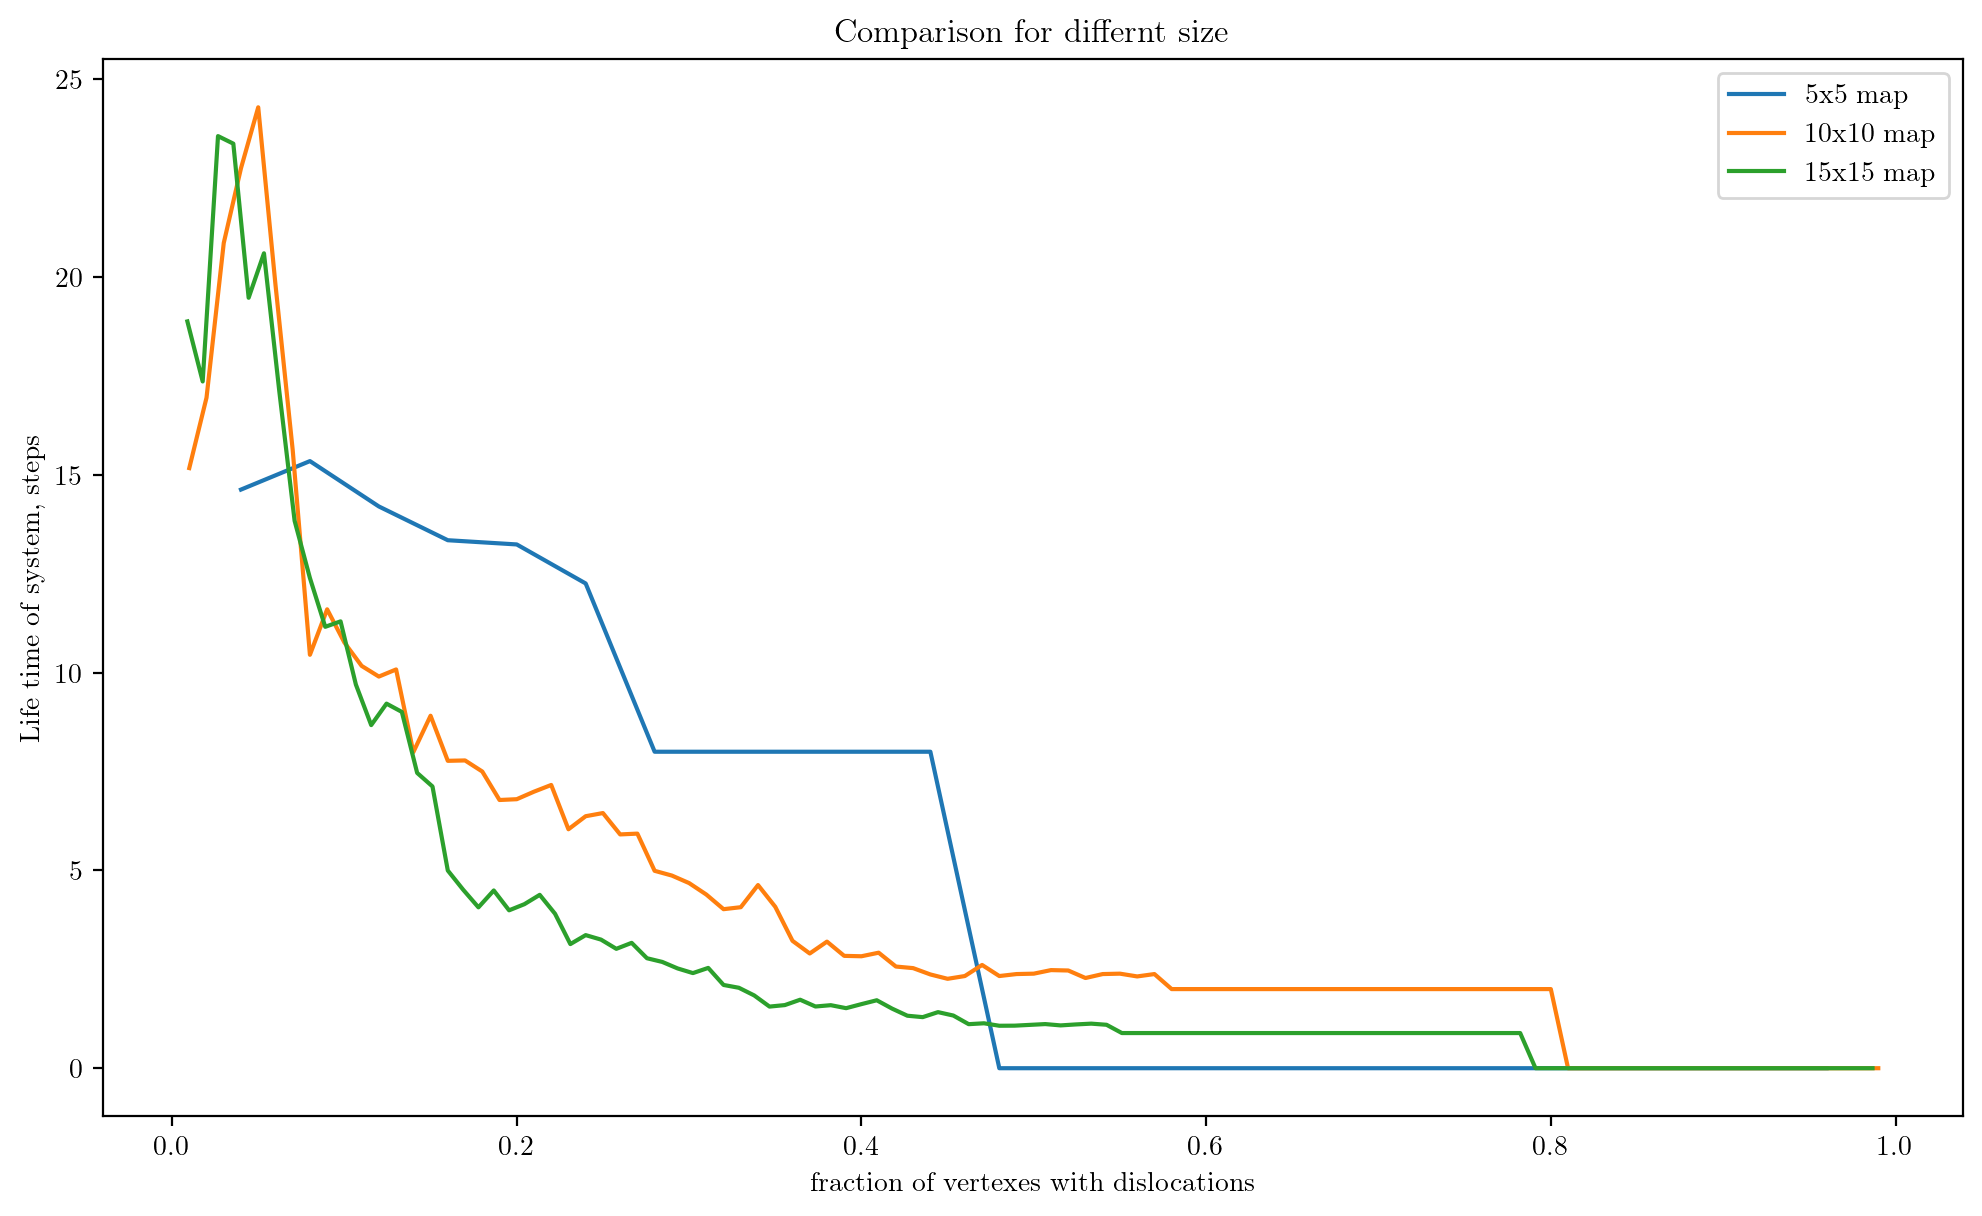 Comparison for differnt size
5x5 map
10x10 map
15x15 map
Life time of system, steps
25
20
15
10
5
0
0.0
0.2
0.4
0.6
0.8
1.0
fraction of vertexes with dislocations